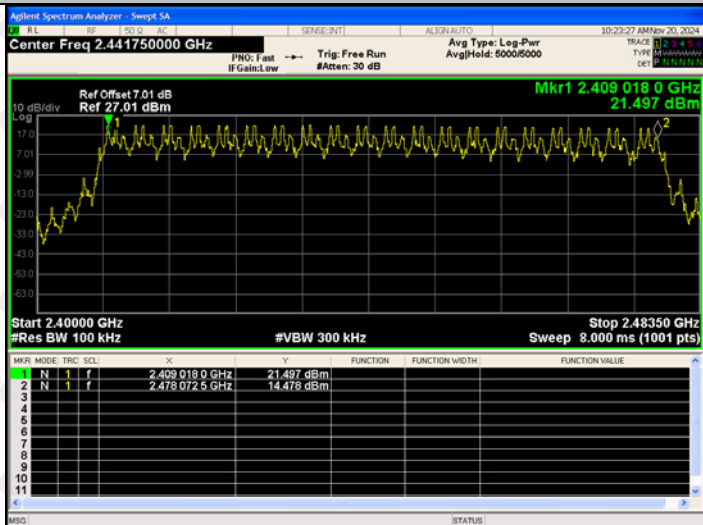 Agilent Spectrum Analyzer - Swept SA
RL RF 50 Ω AC SENSE:INT ALIGNAUTO 10:23:27 AM Nov 20, 2024
Center Freq 2.441750000 GHz
PNO: Fast
IFGain:Low
Trig: Free Run
#Atten: 30 dB
Avg Type: Log-Pwr
Avg|Hold: 5000/5000
TRACE 1 2 3 4 5 6
TYPE M
DET P N N N N N
Mkr1 2.409 018 0 GHz
21.497 dBm
Ref Offset 7.01 dB
10 dB/div Ref 27.01 dBm
Log
1
2
17.0
7.01
-2.99
-13.0
-23.0
-33.0
-43.0
-53.0
-63.0
Start 2.40000 GHz Stop 2.48350 GHz
#Res BW 100 kHz #VBW 300 kHz Sweep 8.000 ms (1001 pts)
MKR MODE TRC SCL X Y FUNCTION FUNCTION WIDTH FUNCTION VALUE
1 N 1 f 2.409 018 0 GHz 21.497 dBm
2 N 1 f 2.478 072 5 GHz 14.478 dBm
3
4
5
6
7
8
9
10
11
MSG STATUS